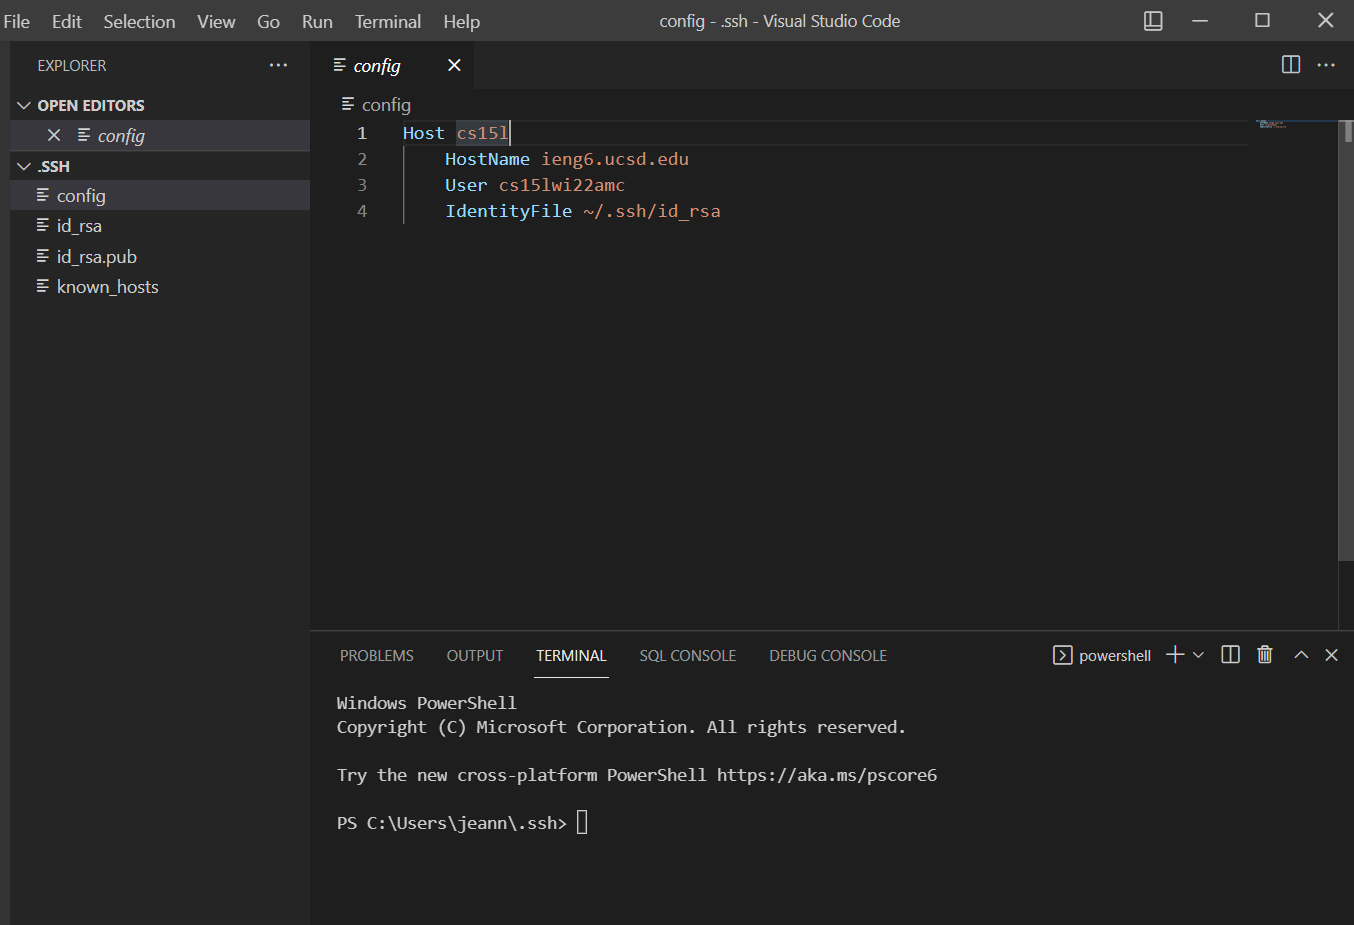 File Edit Selection View Go Run Terminal Help config - .ssh - Visual Studio Code
EXPLORER
OPEN EDITORS
config
.SSH
config
id_rsa
id_rsa.pub
known_hosts
config
config
1 Host cs15l
2 HostName ieng6.ucsd.edu
3 User cs15lwi22amc
4 IdentityFile ~/.ssh/id_rsa
PROBLEMS OUTPUT TERMINAL SQL CONSOLE DEBUG CONSOLE powershell
Windows PowerShell
Copyright (C) Microsoft Corporation. All rights reserved.
Try the new cross-platform PowerShell https://aka.ms/pscore6
PS C:\Users\jeann\.ssh>